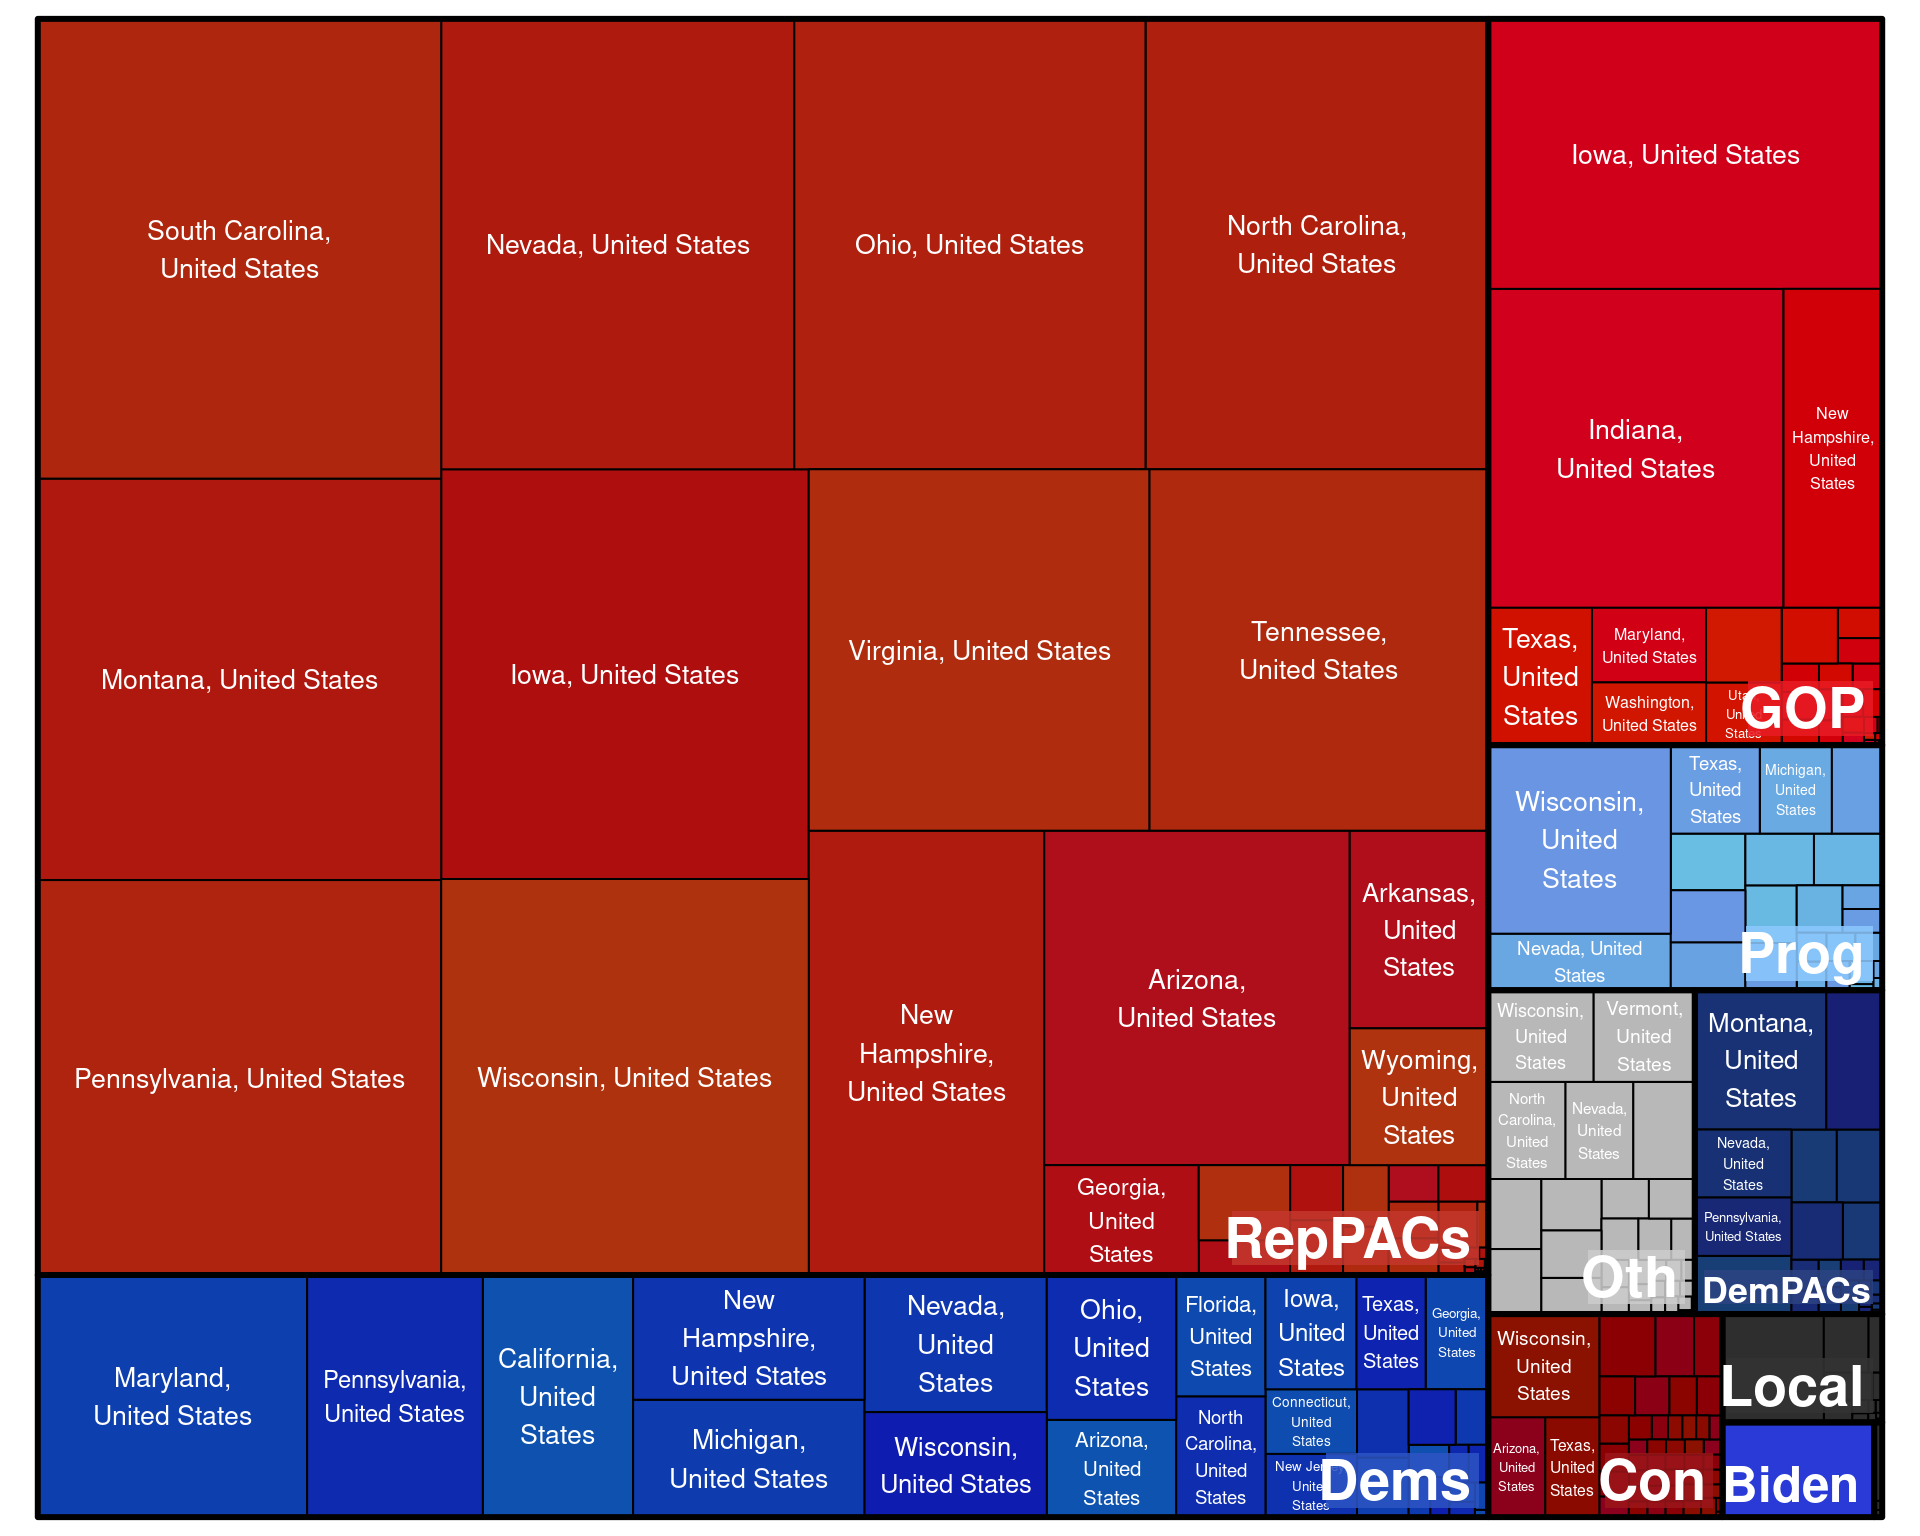 South Carolina,
United States
Nevada, United States
Ohio, United States
North Carolina,
United States
Montana, United States
Iowa, United States
Virginia, United States
Tennessee,
United States
Pennsylvania, United States
Wisconsin, United States
New
Hampshire,
United States
Arizona,
United States
Arkansas,
United
States
Wyoming,
United
States
Georgia,
United
States
RepPACs
Iowa, United States
Indiana,
United States
New
Hampshire,
United
States
Texas,
United
States
Maryland,
United States
Washington,
United States
States
GOP
Wisconsin,
United
States
Texas,
United
States
Michigan,
United
States
Nevada, United
States
Prog
Wisconsin,
United
States
Vermont,
United
States
North
Carolina,
United
States
Nevada,
United
States
Oth
Montana,
United
States
Nevada,
United
States
Pennsylvania,
United States
DemPACs
Maryland,
United States
Pennsylvania,
United States
California,
United
States
New
Hampshire,
United States
Michigan,
United States
Nevada,
United
States
Wisconsin,
United States
Ohio,
United
States
Arizona,
United
States
Florida,
United
States
North
Carolina,
United
States
Iowa,
United
States
Connecticut,
United
States
New Jersey,
United
States
Texas,
United
States
Georgia,
United
States
Dems
Wisconsin,
United
States
Arizona,
United
States
Texas,
United
States
Con
Local
Biden